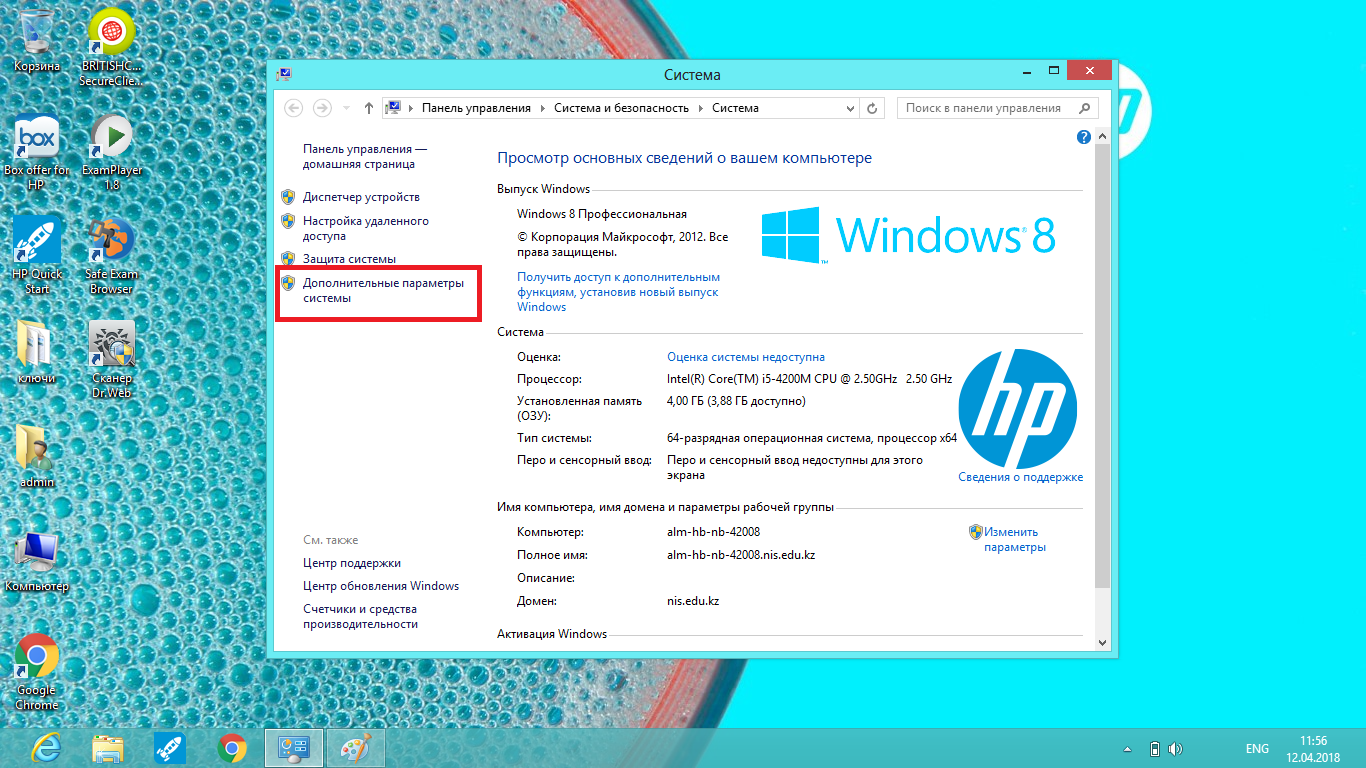 Корзина
BRITISHC...
SecureClie...
box
Box offer for
HP
ExamPlayer
1.8
HP Quick
Start
Safe Exam
Browser
ключи
Сканер
Dr.Web
admin
Компьютер
Google
Chrome
Система
Панель управления
Система и безопасность
Система
Поиск в панели управления
Панель управления —
домашняя страница
Диспетчер устройств
Настройка удаленного
доступа
Защита системы
Дополнительные параметры
системы
См. также
Центр поддержки
Центр обновления Windows
Счетчики и средства
производительности
Просмотр основных сведений о вашем компьютере
Выпуск Windows
Windows 8 Профессиональная
© Корпорация Майкрософт, 2012. Все
права защищены.
Получить доступ к дополнительным
функциям, установив новый выпуск
Windows
Windows® 8
Система
Оценка: Оценка системы недоступна
Процессор: Intel(R) Core(TM) i5-4200M CPU @ 2.50GHz 2.50 GHz
Установленная память 4,00 ГБ (3,88 ГБ доступно)
(ОЗУ):
Тип системы: 64-разрядная операционная система, процессор x64
Перо и сенсорный ввод: Перо и сенсорный ввод недоступны для этого
экрана
hp
Сведения о поддержке
Имя компьютера, имя домена и параметры рабочей группы
Компьютер: alm-hb-nb-42008
Изменить
параметры
Полное имя: alm-hb-nb-42008.nis.edu.kz
Описание:
Домен: nis.edu.kz
Активация Windows
ENG
11:56
12.04.2018